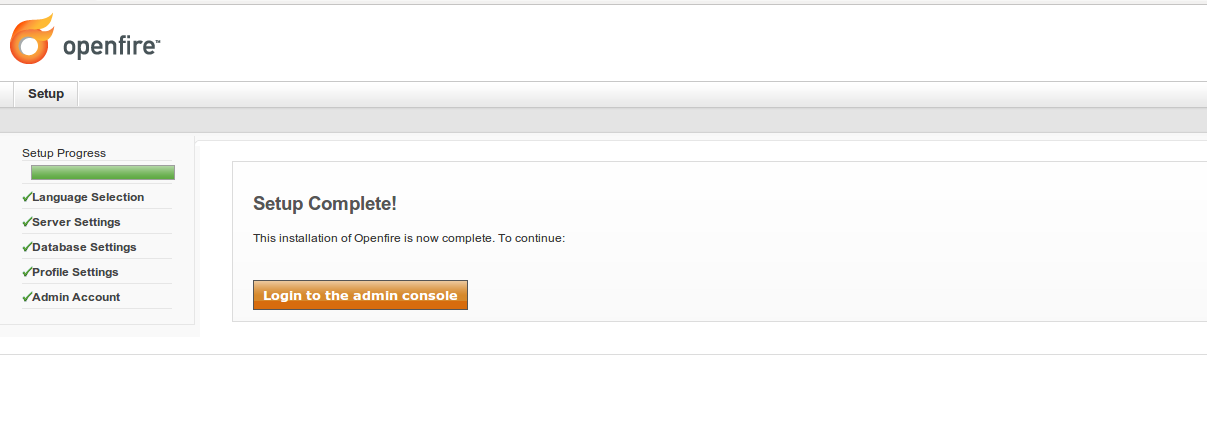 openfire™
Setup
Setup Progress
Language Selection
Server Settings
Database Settings
Profile Settings
Admin Account
Setup Complete!
This installation of Openfire is now complete. To continue:
Login to the admin console